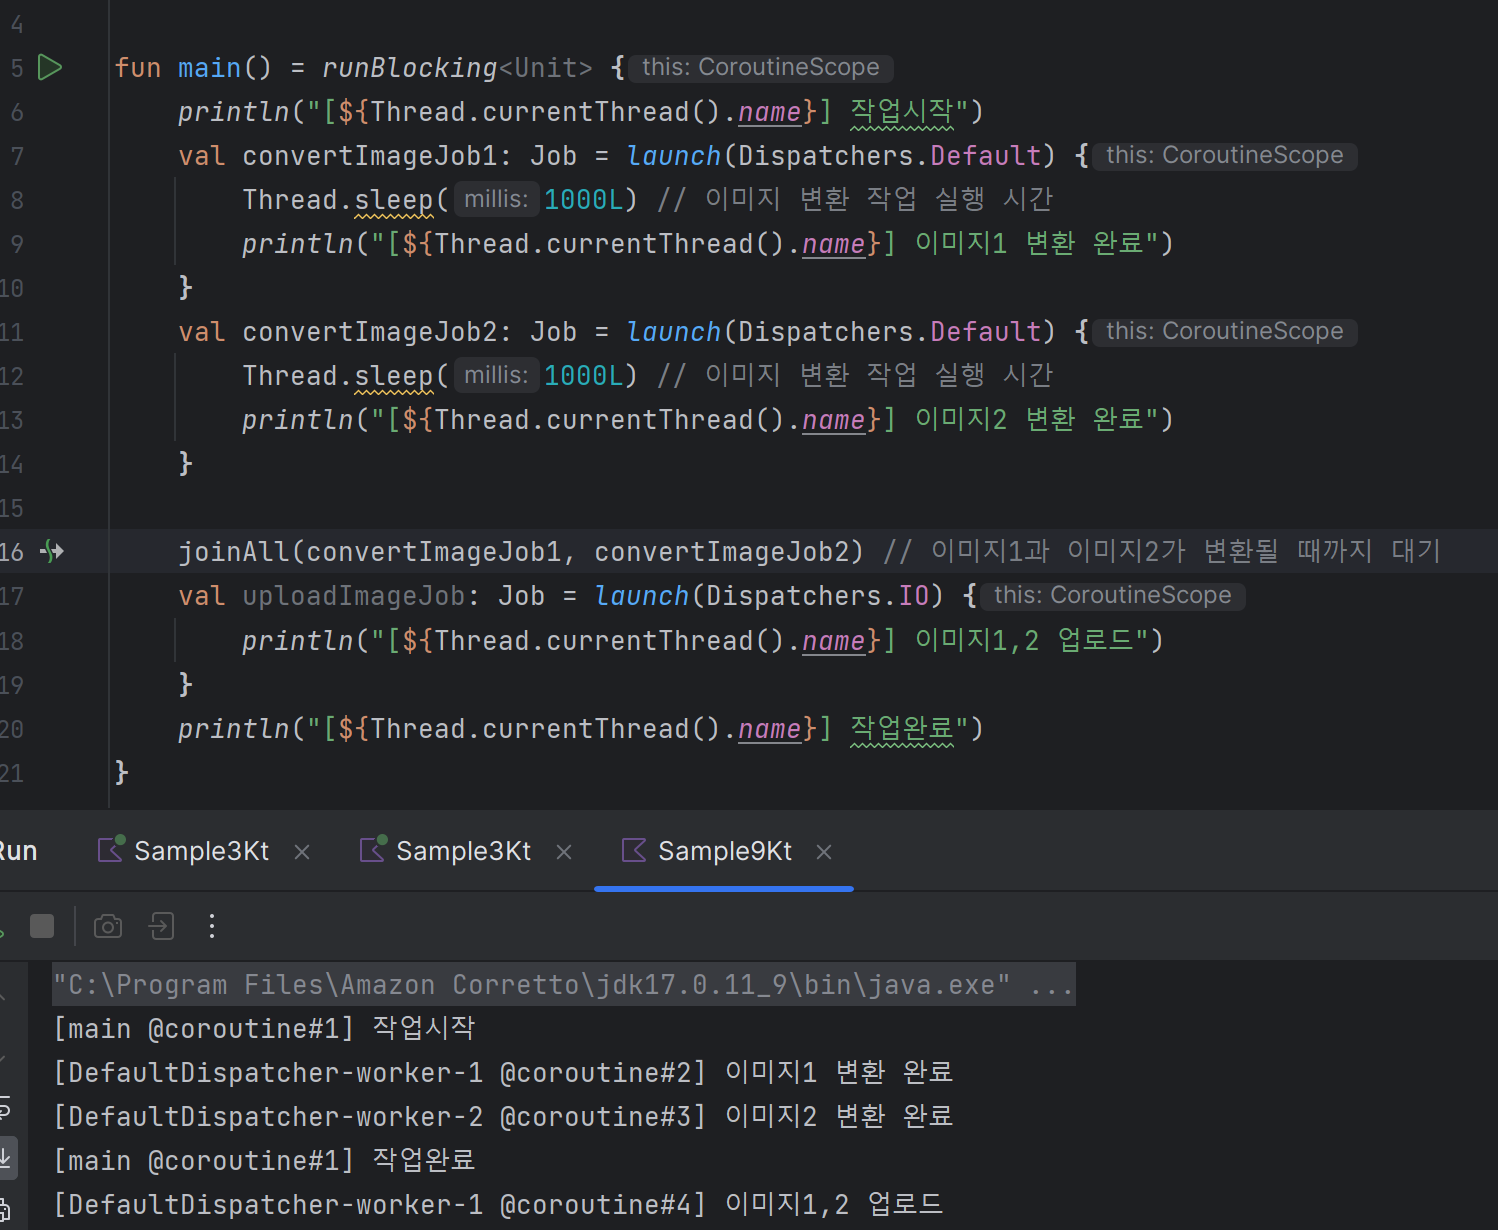 4
5 fun main() = runBlocking<Unit> { this: CoroutineScope
6 println("[${Thread.currentThread().name}] 작업시작")
7 val convertImageJob1: Job = launch(Dispatchers.Default) { this: CoroutineScope
8 Thread.sleep( millis: 1000L) // 이미지 변환 작업 실행 시간
9 println("[${Thread.currentThread().name}] 이미지1 변환 완료")
10 }
11 val convertImageJob2: Job = launch(Dispatchers.Default) { this: CoroutineScope
12 Thread.sleep( millis: 1000L) // 이미지 변환 작업 실행 시간
13 println("[${Thread.currentThread().name}] 이미지2 변환 완료")
14 }
15
16 joinAll(convertImageJob1, convertImageJob2) // 이미지1과 이미지2가 변환될 때까지 대기
17 val uploadImageJob: Job = launch(Dispatchers.IO) { this: CoroutineScope
18 println("[${Thread.currentThread().name}] 이미지1,2 업로드")
19 }
20 println("[${Thread.currentThread().name}] 작업완료")
21 }
Run Sample3Kt Sample3Kt Sample9Kt
"C:\Program Files\Amazon Corretto\jdk17.0.11_9\bin\java.exe" ...
[main @coroutine#1] 작업시작
[DefaultDispatcher-worker-1 @coroutine#2] 이미지1 변환 완료
[DefaultDispatcher-worker-2 @coroutine#3] 이미지2 변환 완료
[main @coroutine#1] 작업완료
[DefaultDispatcher-worker-1 @coroutine#4] 이미지1,2 업로드